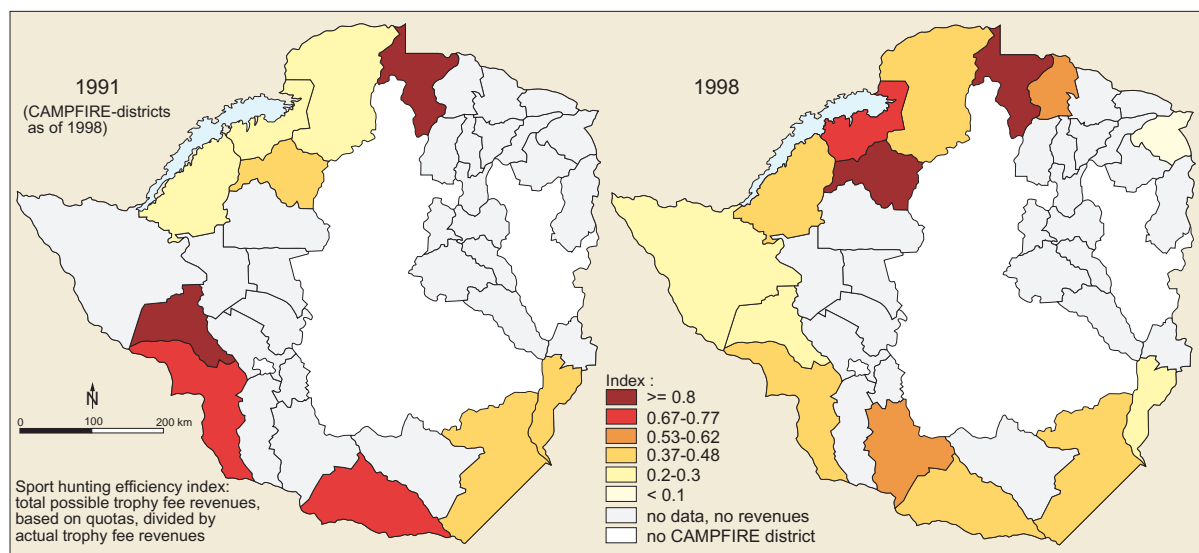 1991
(CAMPFIRE-districts
as of 1998)
N
0 100 200 km
Sport hunting efficiency index:
total possible trophy fee revenues,
based on quotas, divided by
actual trophy fee revenues
1998
Index :
>= 0.8
0.67-0.77
0.53-0.62
0.37-0.48
0.2-0.3
< 0.1
no data, no revenues
no CAMPFIRE district